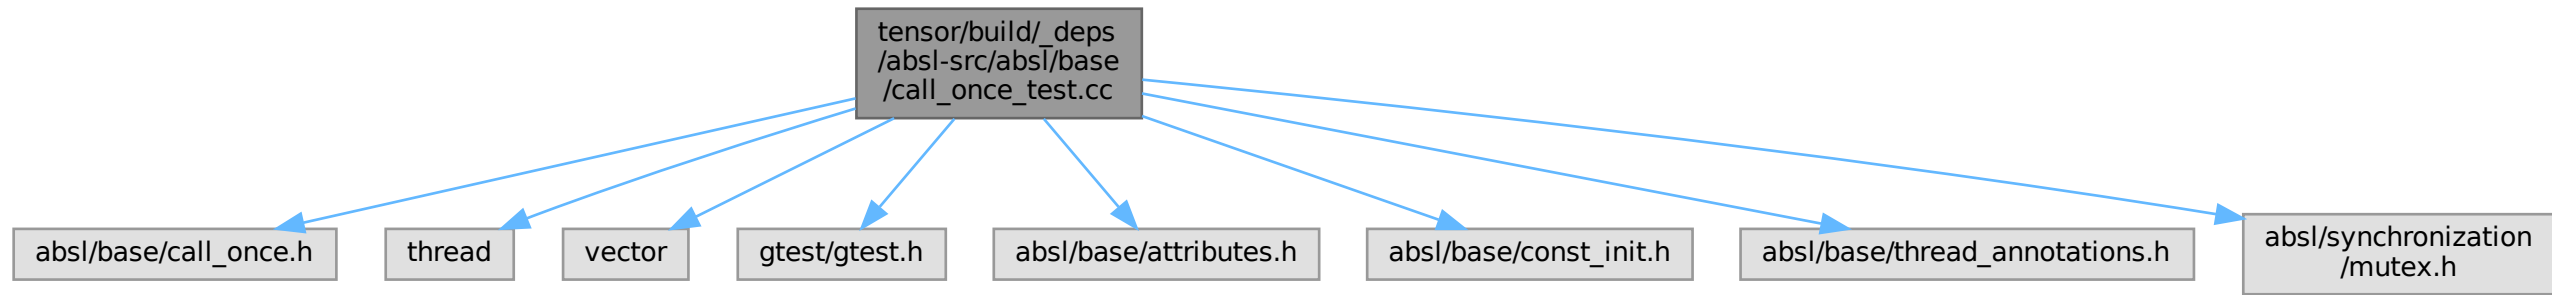 tensor/build/_deps
/absl-src/absl/base
/call_once_test.cc
absl/base/call_once.h
thread
vector
gtest/gtest.h
absl/base/attributes.h
absl/base/const_init.h
absl/base/thread_annotations.h
absl/synchronization
/mutex.h